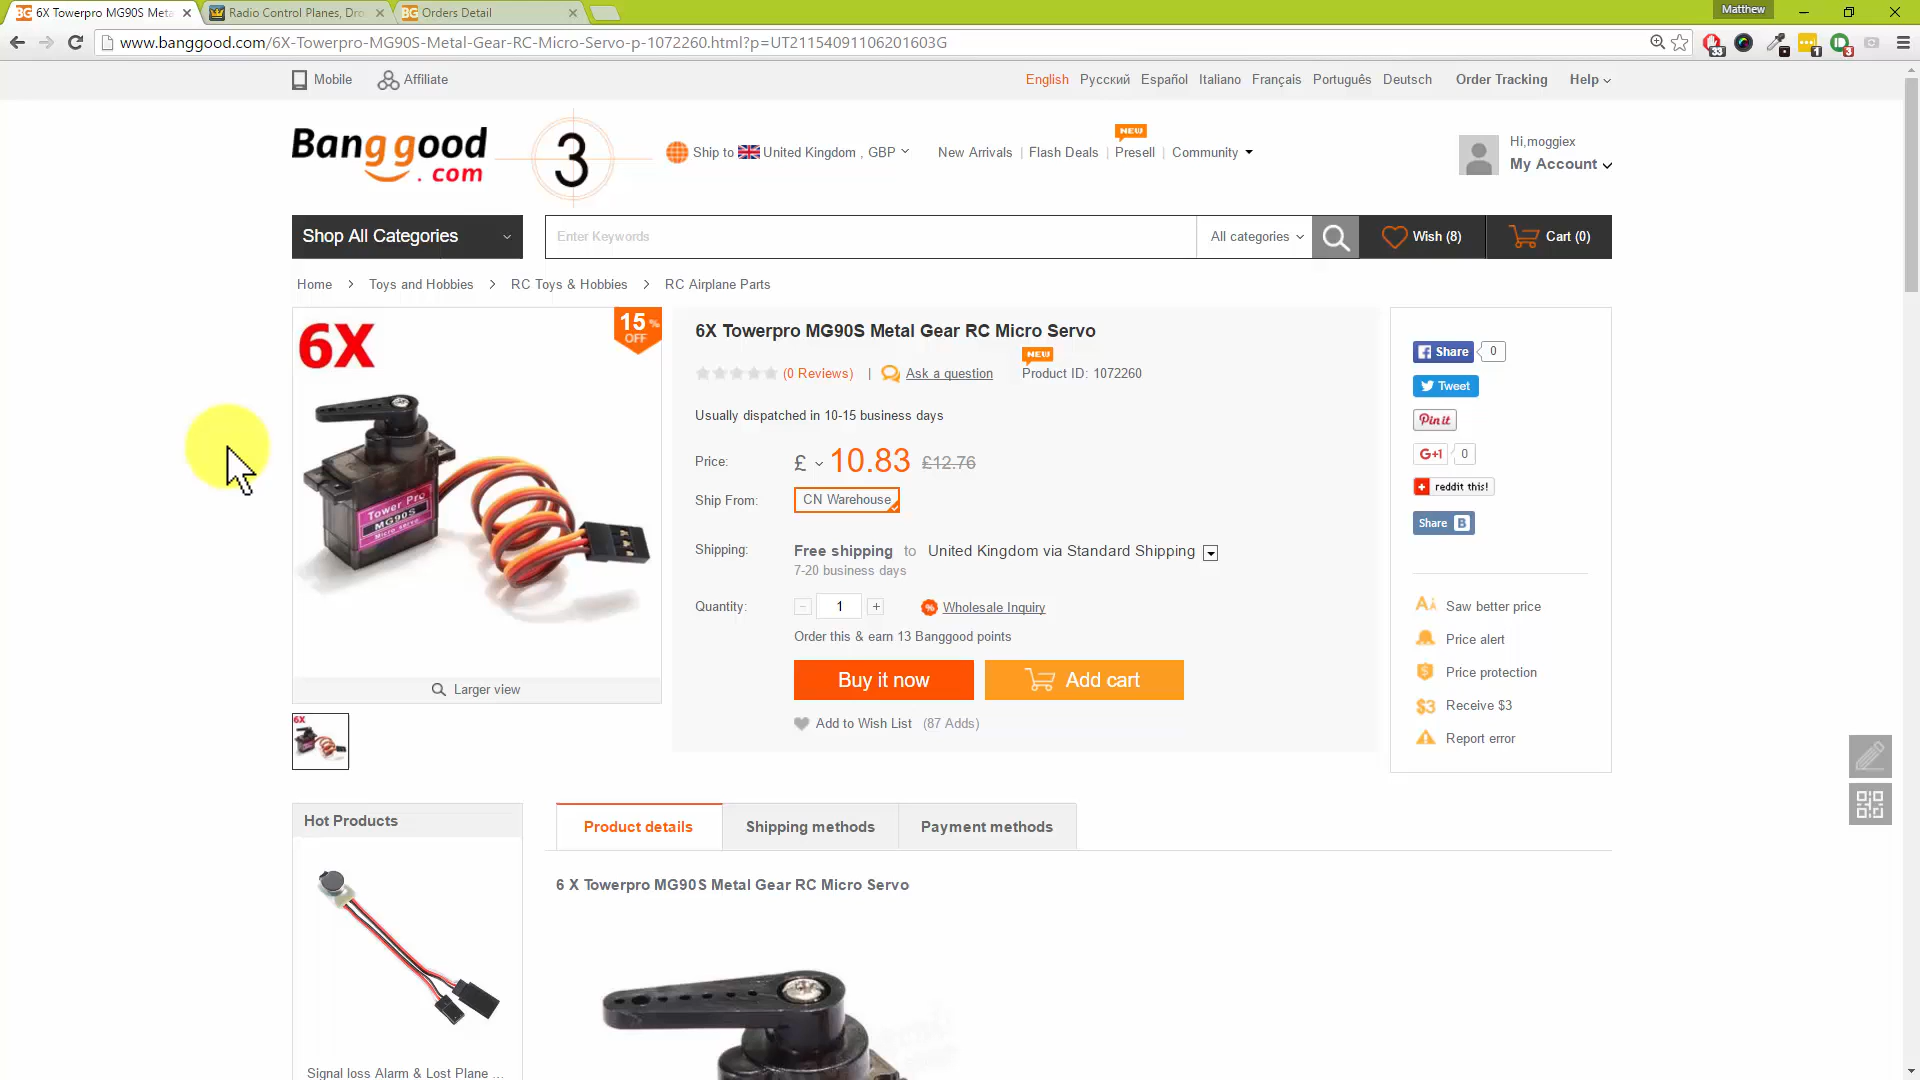 6X Towerpro MG90S Meta
Radio Control Planes, Dro
Orders Detail
Matthew
www.banggood.com/6X-Towerpro-MG90S-Metal-Gear-RC-Micro-Servo-p-1072260.html?p=UT21154091106201603G
33
1
3
Mobile
Affiliate
English Русский Español Italiano Français Português Deutsch Order Tracking Help
Banggood
.com
3
Ship to United Kingdom , GBP
New Arrivals | Flash Deals | Presell | Community
NEW
Hi,moggiex
My Account
Shop All Categories
Enter Keywords
All categories
Wish (8)
Cart (0)
Home > Toys and Hobbies > RC Toys & Hobbies > RC Airplane Parts
6X
15%
OFF
Tower Pro
MG90S
Micro servo
Larger view
6X
6X Towerpro MG90S Metal Gear RC Micro Servo
NEW
(0 Reviews) | Ask a question Product ID: 1072260
Usually dispatched in 10-15 business days
Price: £ 10.83 £12.76
Ship From: CN Warehouse
Shipping: Free shipping to United Kingdom via Standard Shipping
7-20 business days
Quantity: - 1 + Wholesale Inquiry
Order this & earn 13 Banggood points
Buy it now
Add cart
Add to Wish List (87 Adds)
Share 0
Tweet
Pin it
G+1 0
reddit this!
Share B
Saw better price
Price alert
Price protection
$3 Receive $3
Report error
Hot Products
Signal loss Alarm & Lost Plane ...
Product details
Shipping methods
Payment methods
6 X Towerpro MG90S Metal Gear RC Micro Servo